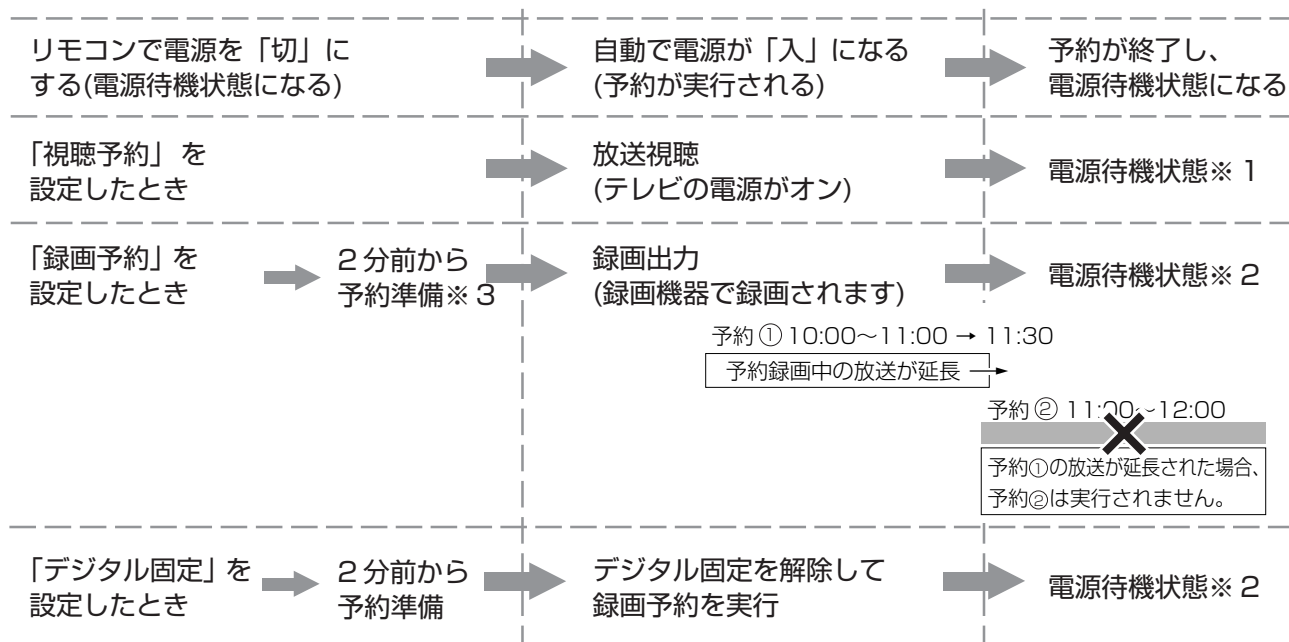 リモコンで電源を「切」に
する(電源待機状態になる)
自動で電源が「入」になる
(予約が実行される)
予約が終了し、
電源待機状態になる
「視聴予約」 を
設定したとき
放送視聴
(テレビの電源がオン)
電源待機状態※1
「録画予約」を
設定したとき
2分前から
予約準備※3
録画出力
(録画機器で録画されます)
電源待機状態※2
予約①10:00～11:00 → 11:30
予約録画中の放送が延長
予約② 11:00～12:00
予約①の放送が延長された場合、
予約②は実行されません。
「デジタル固定」を
設定したとき
2分前から
予約準備
デジタル固定を解除して
録画予約を実行
電源待機状態※2